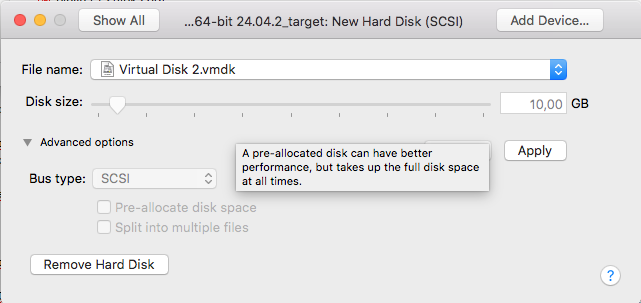 Show All
...64-bit 24.04.2_target: New Hard Disk (SCSI)
Add Device...
File name:
Virtual Disk 2.vmdk
Disk size:
10,00
GB
Advanced options
A pre-allocated disk can have better
performance, but takes up the full disk space
at all times.
Apply
Bus type:
SCSI
Pre-allocate disk space
Split into multiple files
Remove Hard Disk
?